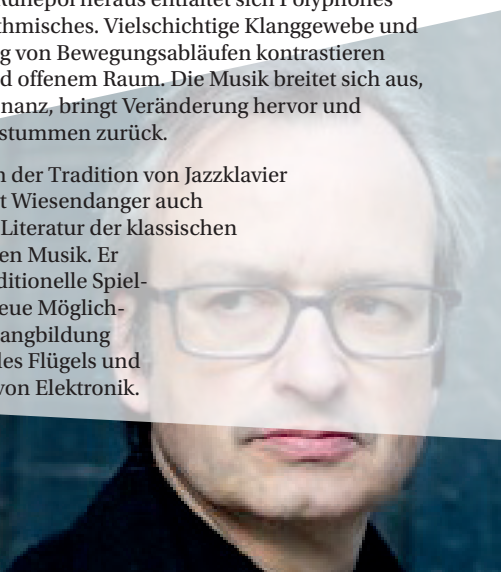 Ruhepol heraus entfaltet sich Polyphones
thmisches. Vielschichtige Klanggewebe und
g von Bewegungsabläufen kontrastieren
d offenem Raum. Die Musik breitet sich aus,
nanz, bringt Veränderung hervor und
stummen zurück.
n der Tradition von Jazzklavier
t Wiesendanger auch
Literatur der klassischen
en Musik. Er
ditionelle Spiel-
eue Möglich-
angbildung
des Flügels und
von Elektronik.